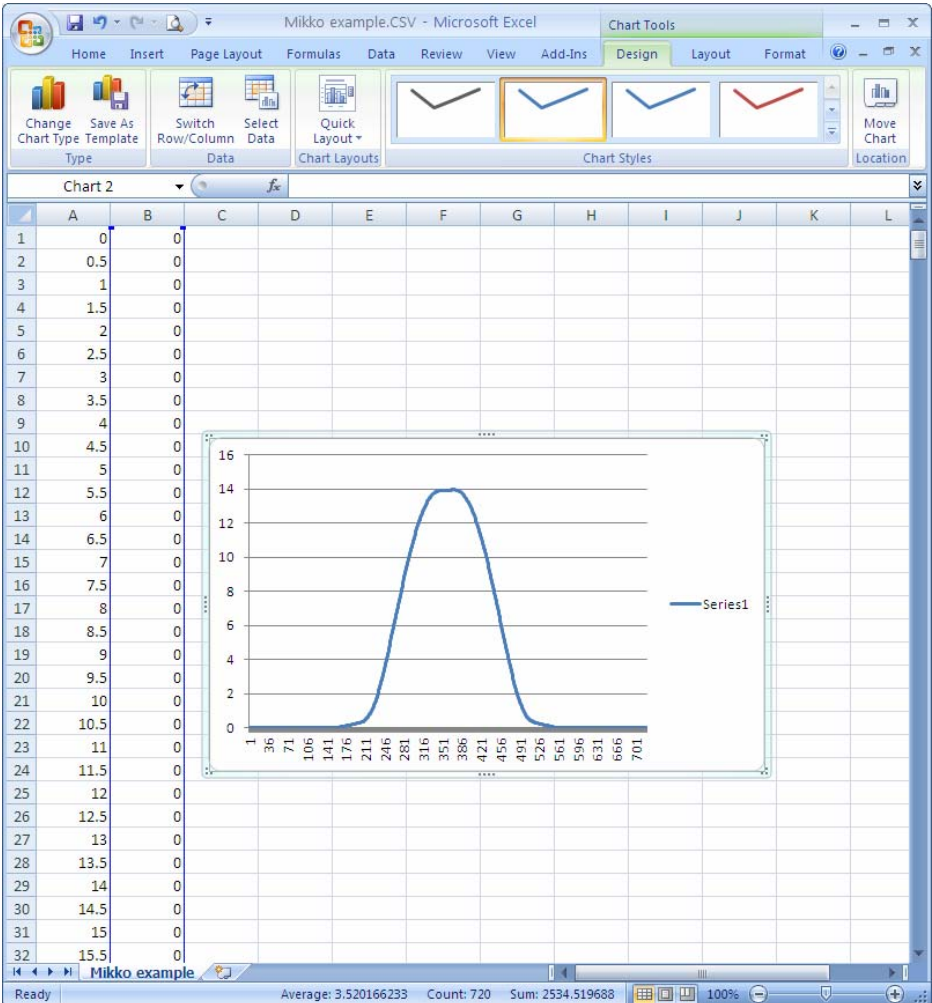 Mikko example.CSV - Microsoft Excel
Chart Tools
Home Insert Page Layout Formulas Data Review View Add-Ins Design Layout Format
Change Chart Type
Save As Template
Switch Row/Column
Select Data
Quick Layout
Move Chart
Type Data Chart Layouts Chart Styles Location
Chart 2 fx
A B C D E F G H I J K L
1 0 0
2 0.5 0
3 1 0
4 1.5 0
5 2 0
6 2.5 0
7 3 0
8 3.5 0
9 4 0
10 4.5 0
11 5 0
12 5.5 0
13 6 0
14 6.5 0
15 7 0
16 7.5 0
17 8 0
18 8.5 0
19 9 0
20 9.5 0
21 10 0
22 10.5 0
23 11 0
24 11.5 0
25 12 0
26 12.5 0
27 13 0
28 13.5 0
29 14 0
30 14.5 0
31 15 0
32 15.5 0
16
14
12
10
8
6
4
2
0
1 36 71 106 141 176 211 246 281 316 351 386 421 456 491 526 561 596 631 666 701
Series1
Mikko example
Ready Average: 3.520166233 Count: 720 Sum: 2534.519688 100%